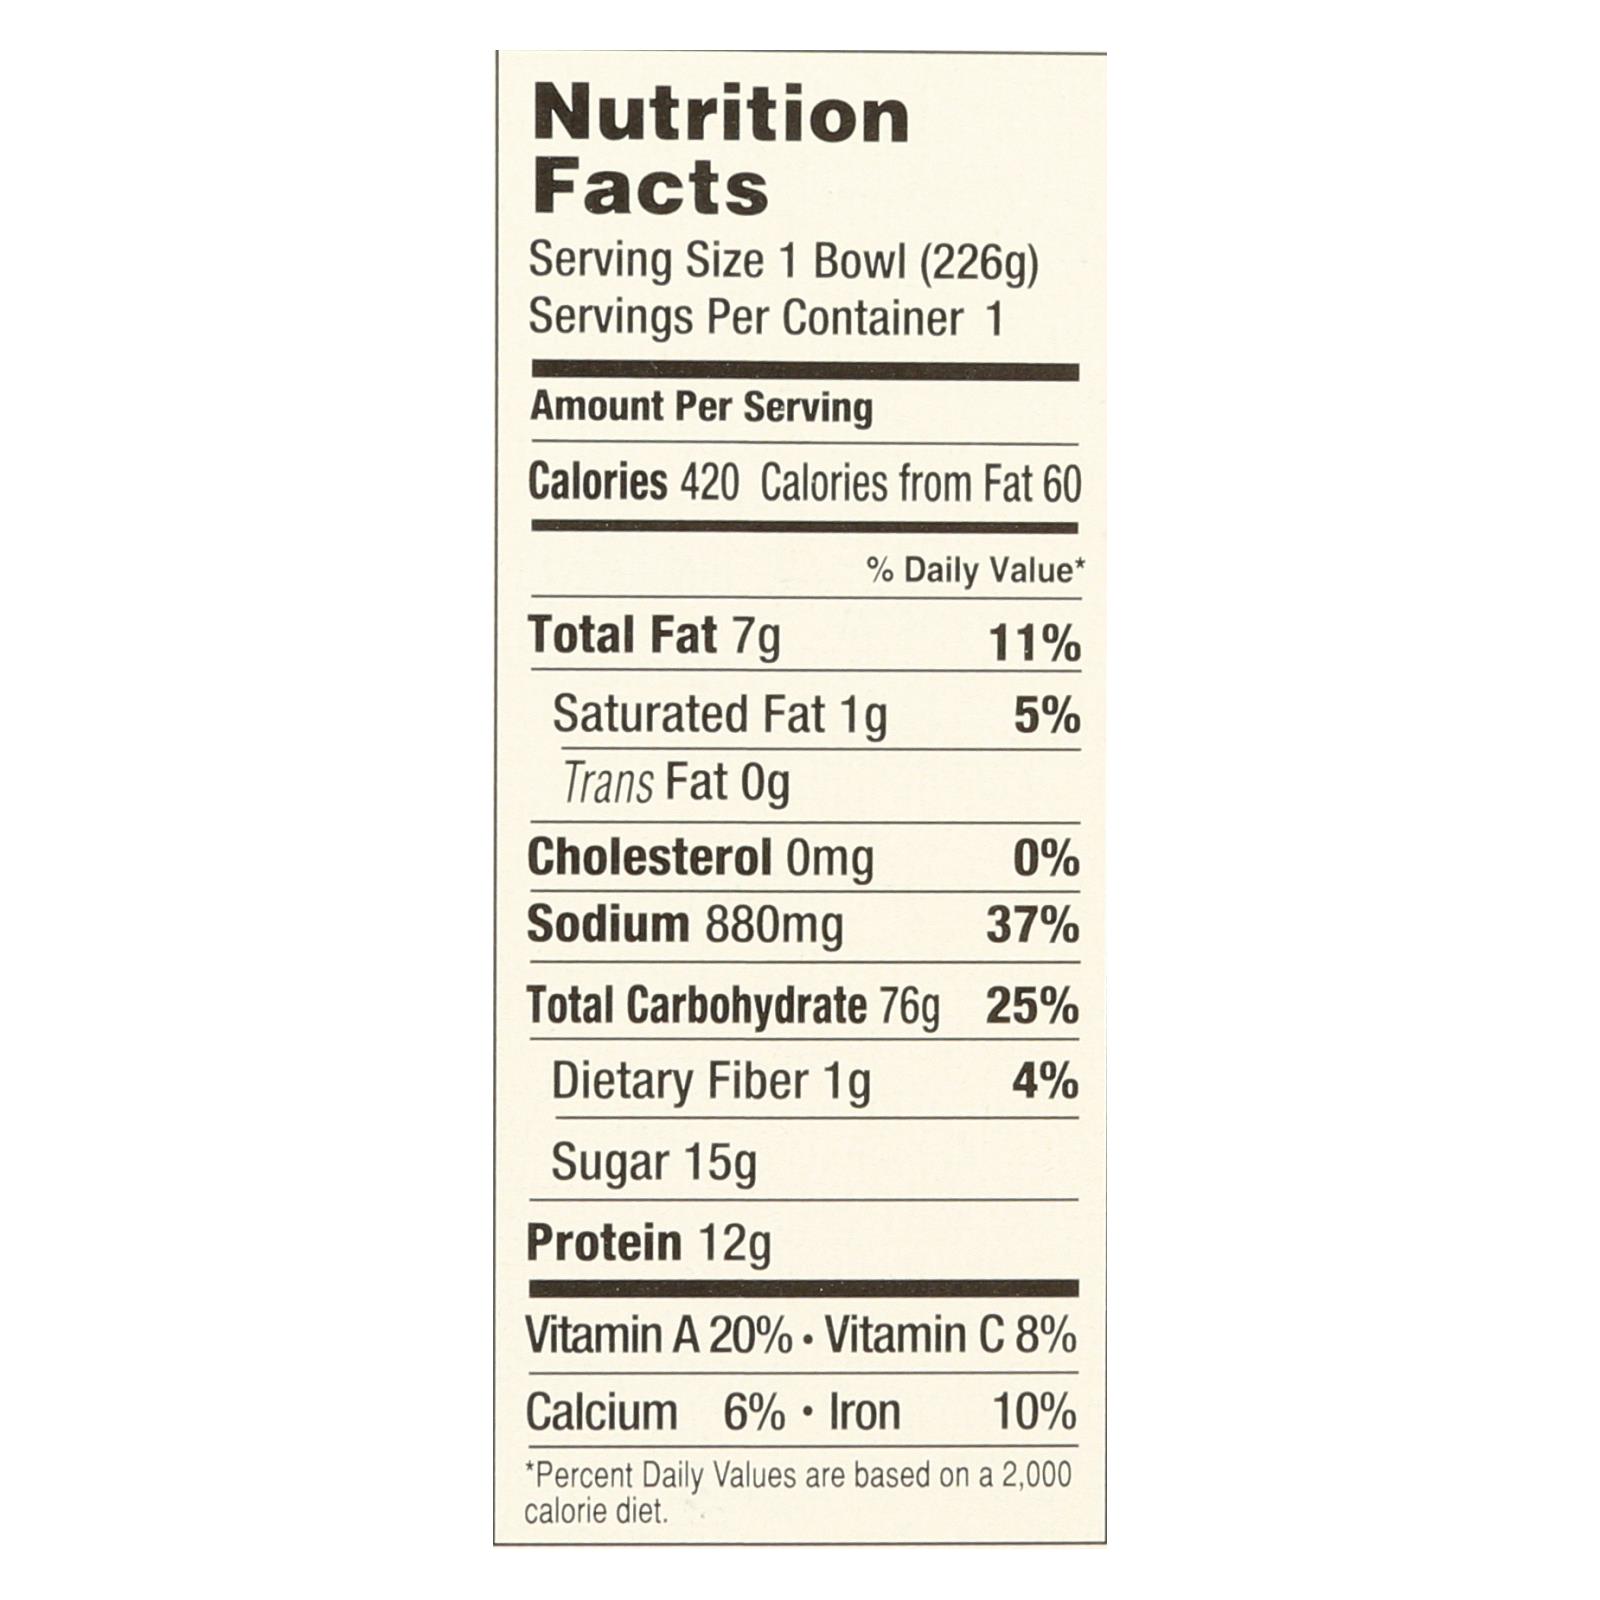 Nutrition
Facts
Serving Size 1 Bowl (226g)
Servings Per Container 1
Amount Per Serving
Calories 420 Calories from Fat 60
% Daily Value*
Total Fat 7g 11%
Saturated Fat 1g 5%
Trans Fat 0g
Cholesterol 0mg 0%
Sodium 880mg 37%
Total Carbohydrate 76g 25%
Dietary Fiber 1g 4%
Sugar 15g
Protein 12g
Vitamin A 20% · Vitamin C 8%
Calcium 6% · Iron 10%
*Percent Daily Values are based on a 2,000
calorie diet.